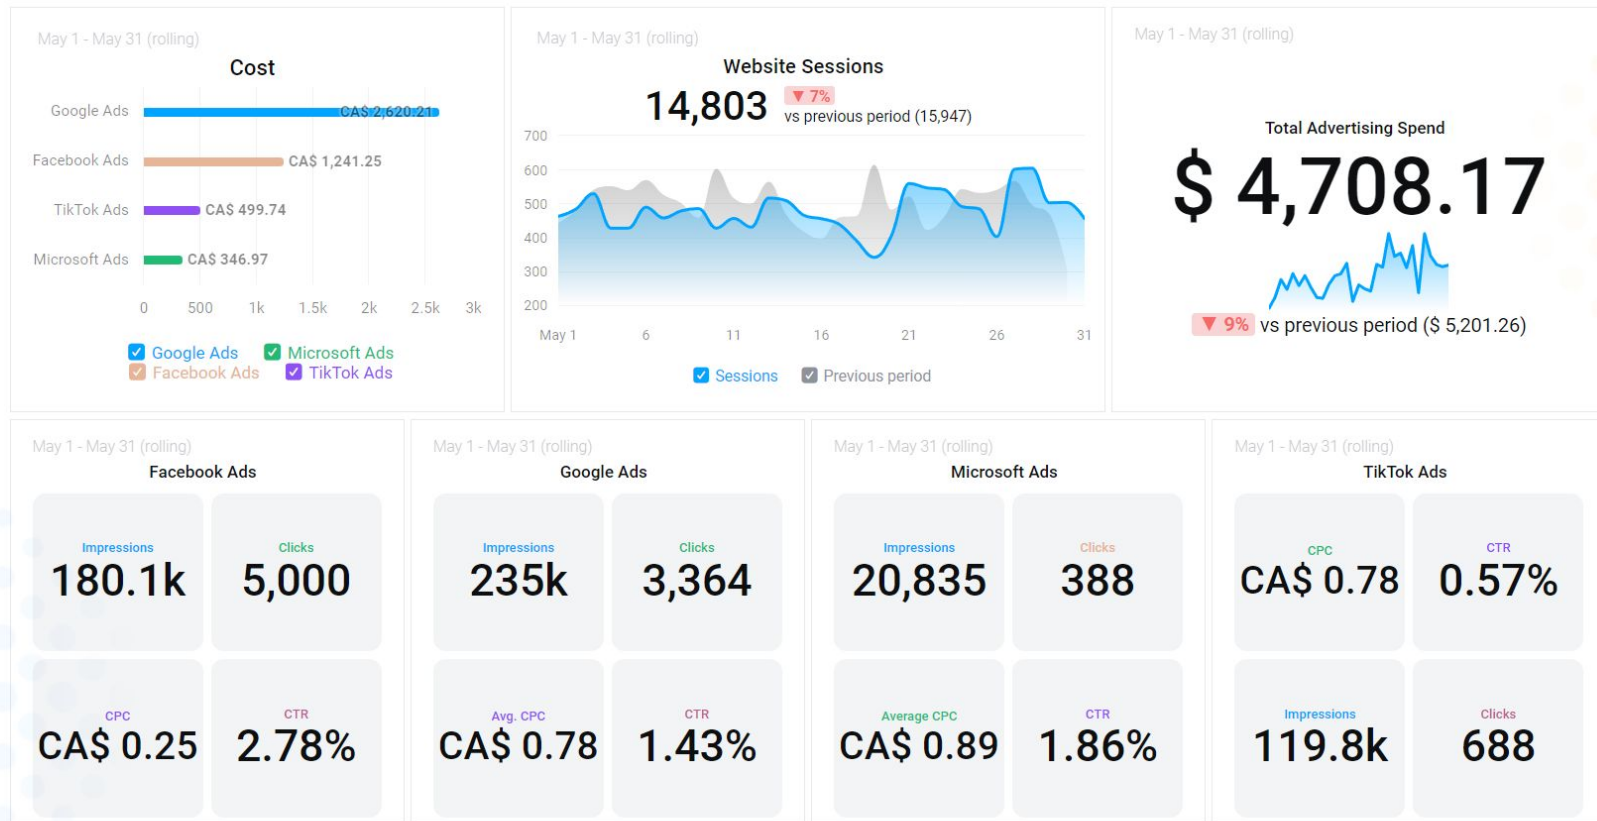 May 1 - May 31 (rolling)
Cost
Google Ads
CA$ 2,620.21
Facebook Ads
CA$ 1,241.25
TikTok Ads
CA$ 499.74
Microsoft Ads
CA$ 346.97
0 500 1k 1.5k 2k 2.5k 3k
Google Ads Microsoft Ads
Facebook Ads TikTok Ads
May 1 - May 31 (rolling)
Website Sessions
14,803
▼ 7%
vs previous period (15,947)
700
600
500
400
300
200
May 1 6 11 16 21 26 31
Sessions Previous period
May 1 - May 31 (rolling)
Total Advertising Spend
$ 4,708.17
▼ 9% vs previous period ($ 5,201.26)
May 1 - May 31 (rolling)
Facebook Ads
Impressions
180.1k
Clicks
5,000
CPC
CA$ 0.25
CTR
2.78%
May 1 - May 31 (rolling)
Google Ads
Impressions
235k
Clicks
3,364
Avg. CPC
CA$ 0.78
CTR
1.43%
May 1 - May 31 (rolling)
Microsoft Ads
Impressions
20,835
Clicks
388
Average CPC
CA$ 0.89
CTR
1.86%
May 1 - May 31 (rolling)
TikTok Ads
CPC
CA$ 0.78
CTR
0.57%
Impressions
119.8k
Clicks
688